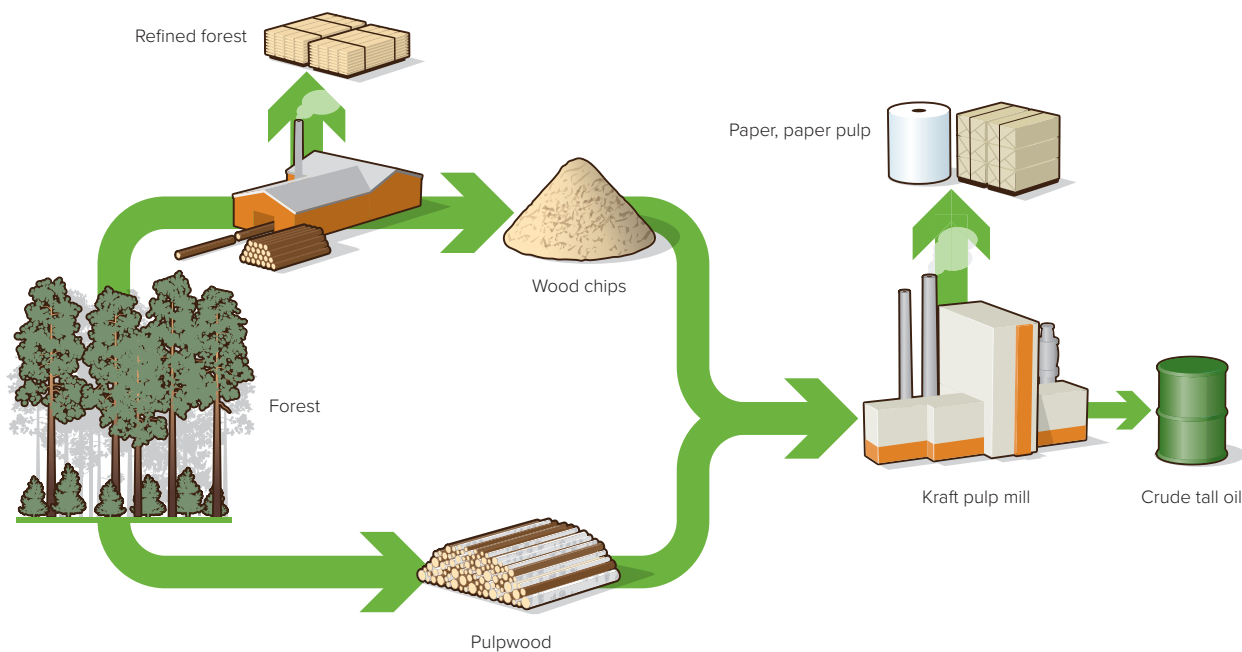 Refined forest
Paper, paper pulp
Wood chips
Forest
Kraft pulp mill
Crude tall oil
Pulpwood